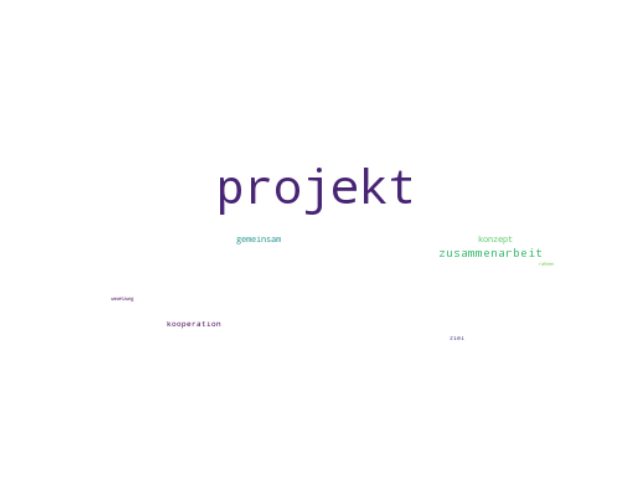 projekt
gemeinsam
konzept
zusammenarbeit
kooperation
ziel